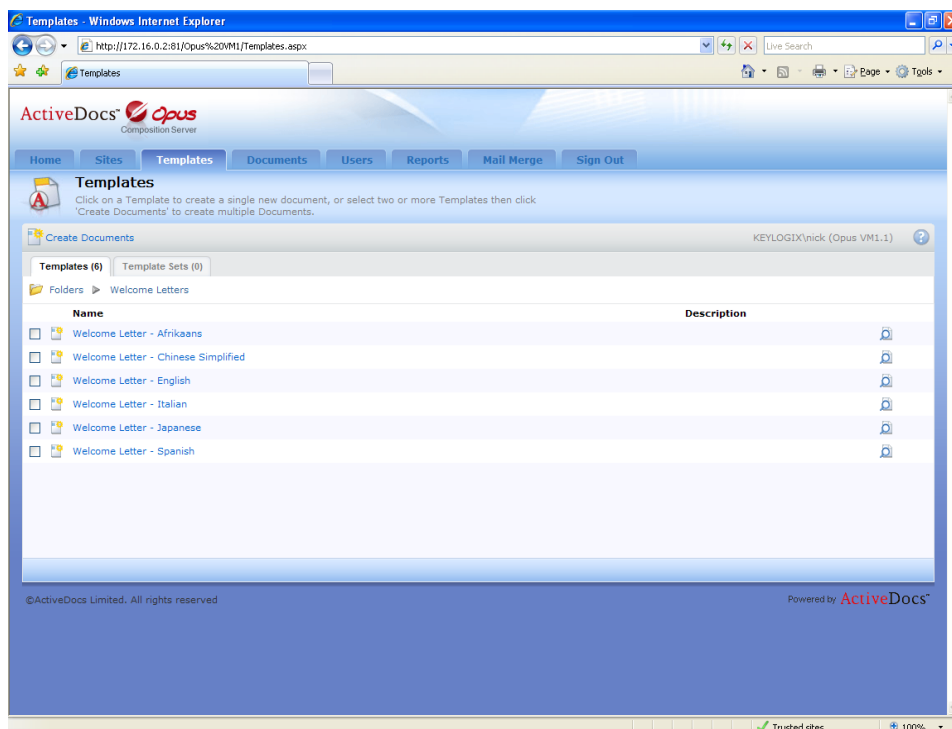 Templates - Windows Internet Explorer
http://172.16.0.2:81/Opus%20VM1/Templates.aspx
Live Search
Templates
Page
Tools
ActiveDocs™ Opus
Composition Server
Home Sites Templates Documents Users Reports Mail Merge Sign Out
Templates
Click on a Template to create a single new document, or select two or more Templates then click
'Create Documents' to create multiple Documents.
Create Documents
KEYLOGIX\nick (Opus VM1.1)
Templates (6) Template Sets (0)
Folders Welcome Letters
Name Description
Welcome Letter - Afrikaans
Welcome Letter - Chinese Simplified
Welcome Letter - English
Welcome Letter - Italian
Welcome Letter - Japanese
Welcome Letter - Spanish
©ActiveDocs Limited. All rights reserved
Powered by ActiveDocs™
Trusted sites 100%